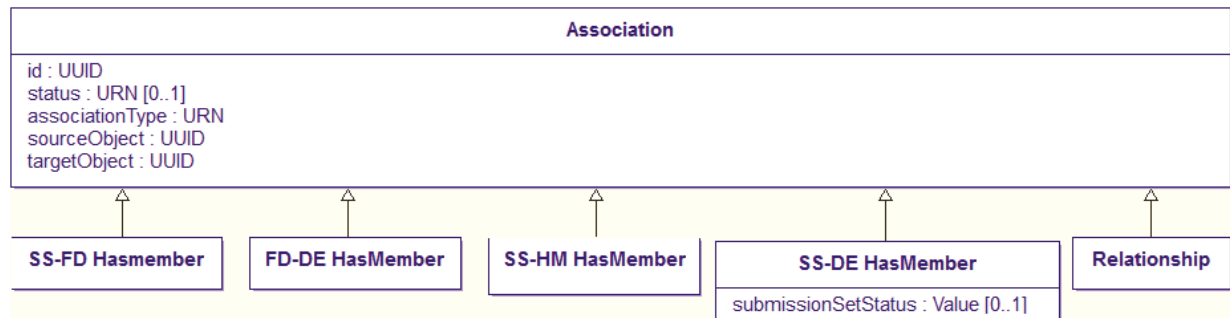 Association
id : UUID
status : URN [0..1]
associationType : URN
sourceObject : UUID
targetObject : UUID
SS-FD Hasmember
FD-DE HasMember
SS-HM HasMember
SS-DE HasMember
Relationship
submissionSetStatus : Value [0..1]